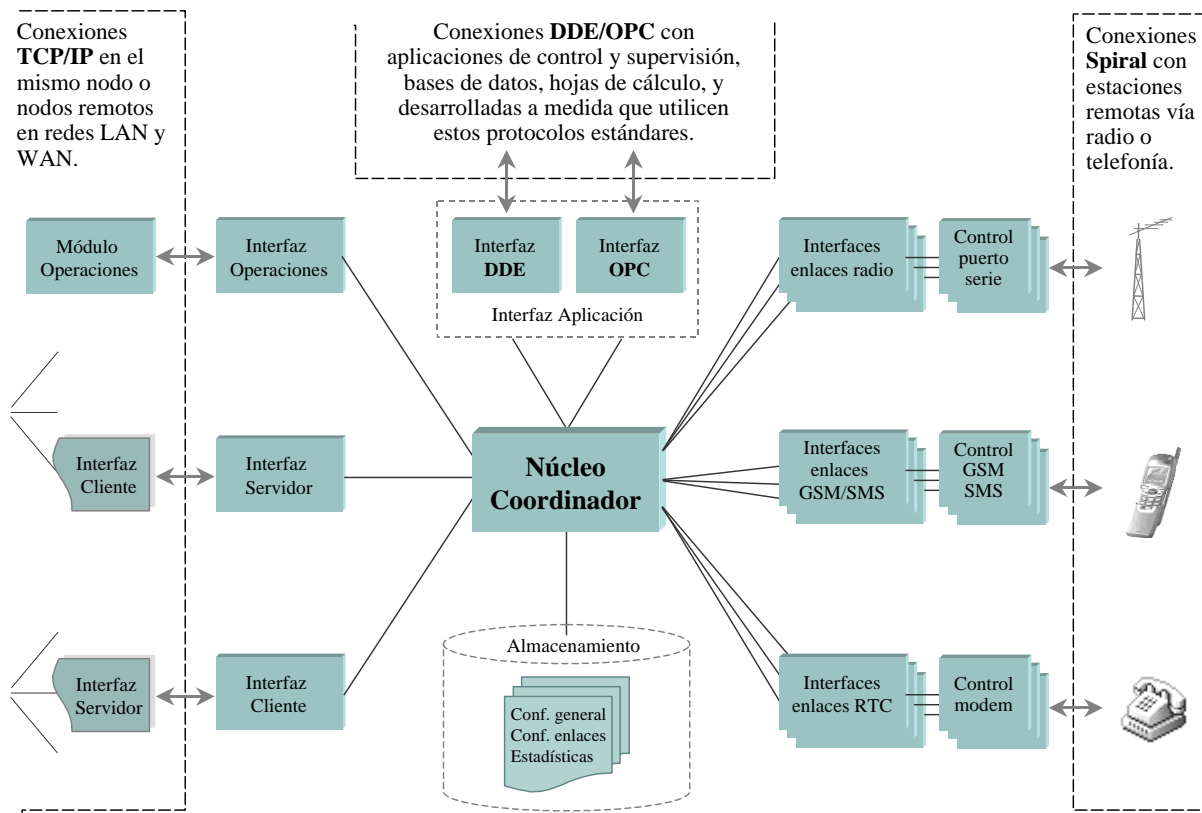 Conexiones
TCP/IP en el
mismo nodo o
nodos remotos
en redes LAN y
WAN.
Conexiones DDE/OPC con
aplicaciones de control y supervisión,
bases de datos, hojas de cálculo, y
desarrolladas a medida que utilicen
estos protocolos estándares.
Conexiones
Spiral con
estaciones
remotas vía
radio o
telefonía.
Módulo
Operaciones
Interfaz
Operaciones
Interfaz
DDE
Interfaz
OPC
Interfaz Aplicación
Interfaces
enlaces radio
Control
puerto
serie
Interfaz
Cliente
Interfaz
Servidor
Núcleo
Coordinador
Interfaces
enlaces
GSM/SMS
Control
GSM
SMS
Interfaz
Servidor
Interfaz
Cliente
Almacenamiento
Conf. general
Conf. enlaces
Estadísticas
Interfaces
enlaces RTC
Control
modem